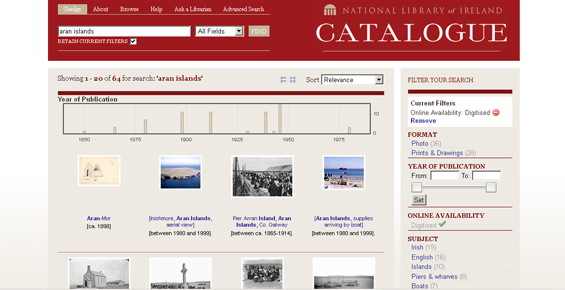 Catalogue About Browse Help Ask a Librarian Advanced Search
NATIONAL LIBRARY of IRELAND
CATALOGUE
aran islands All Fields FIND
RETAIN CURRENT FILTERS
Showing 1 - 20 of 64 for search: 'aran islands'
Sort Relevance
Year of Publication
10
0
1850 1875 1900 1925 1950 1975
Aran-Mor
[ca. 1898]
[Inishmore, Aran Islands, aerial view]
[between 1980 and 1999].
Pier Arran Island, Aran Islands, Co. Galway
[between ca. 1865-1914].
[Aran Islands, supplies arriving by boat]
[between 1980 and 1999].
FILTER YOUR SEARCH
Current Filters
Online Availability: Digitised
Remove
FORMAT
Photo (36)
Prints & Drawings (28)
YEAR OF PUBLICATION
From: To:
Set
ONLINE AVAILABILITY
Digitised
SUBJECT
Irish (19)
English (16)
Islands (10)
Piers & wharves (8)
Boats (7)